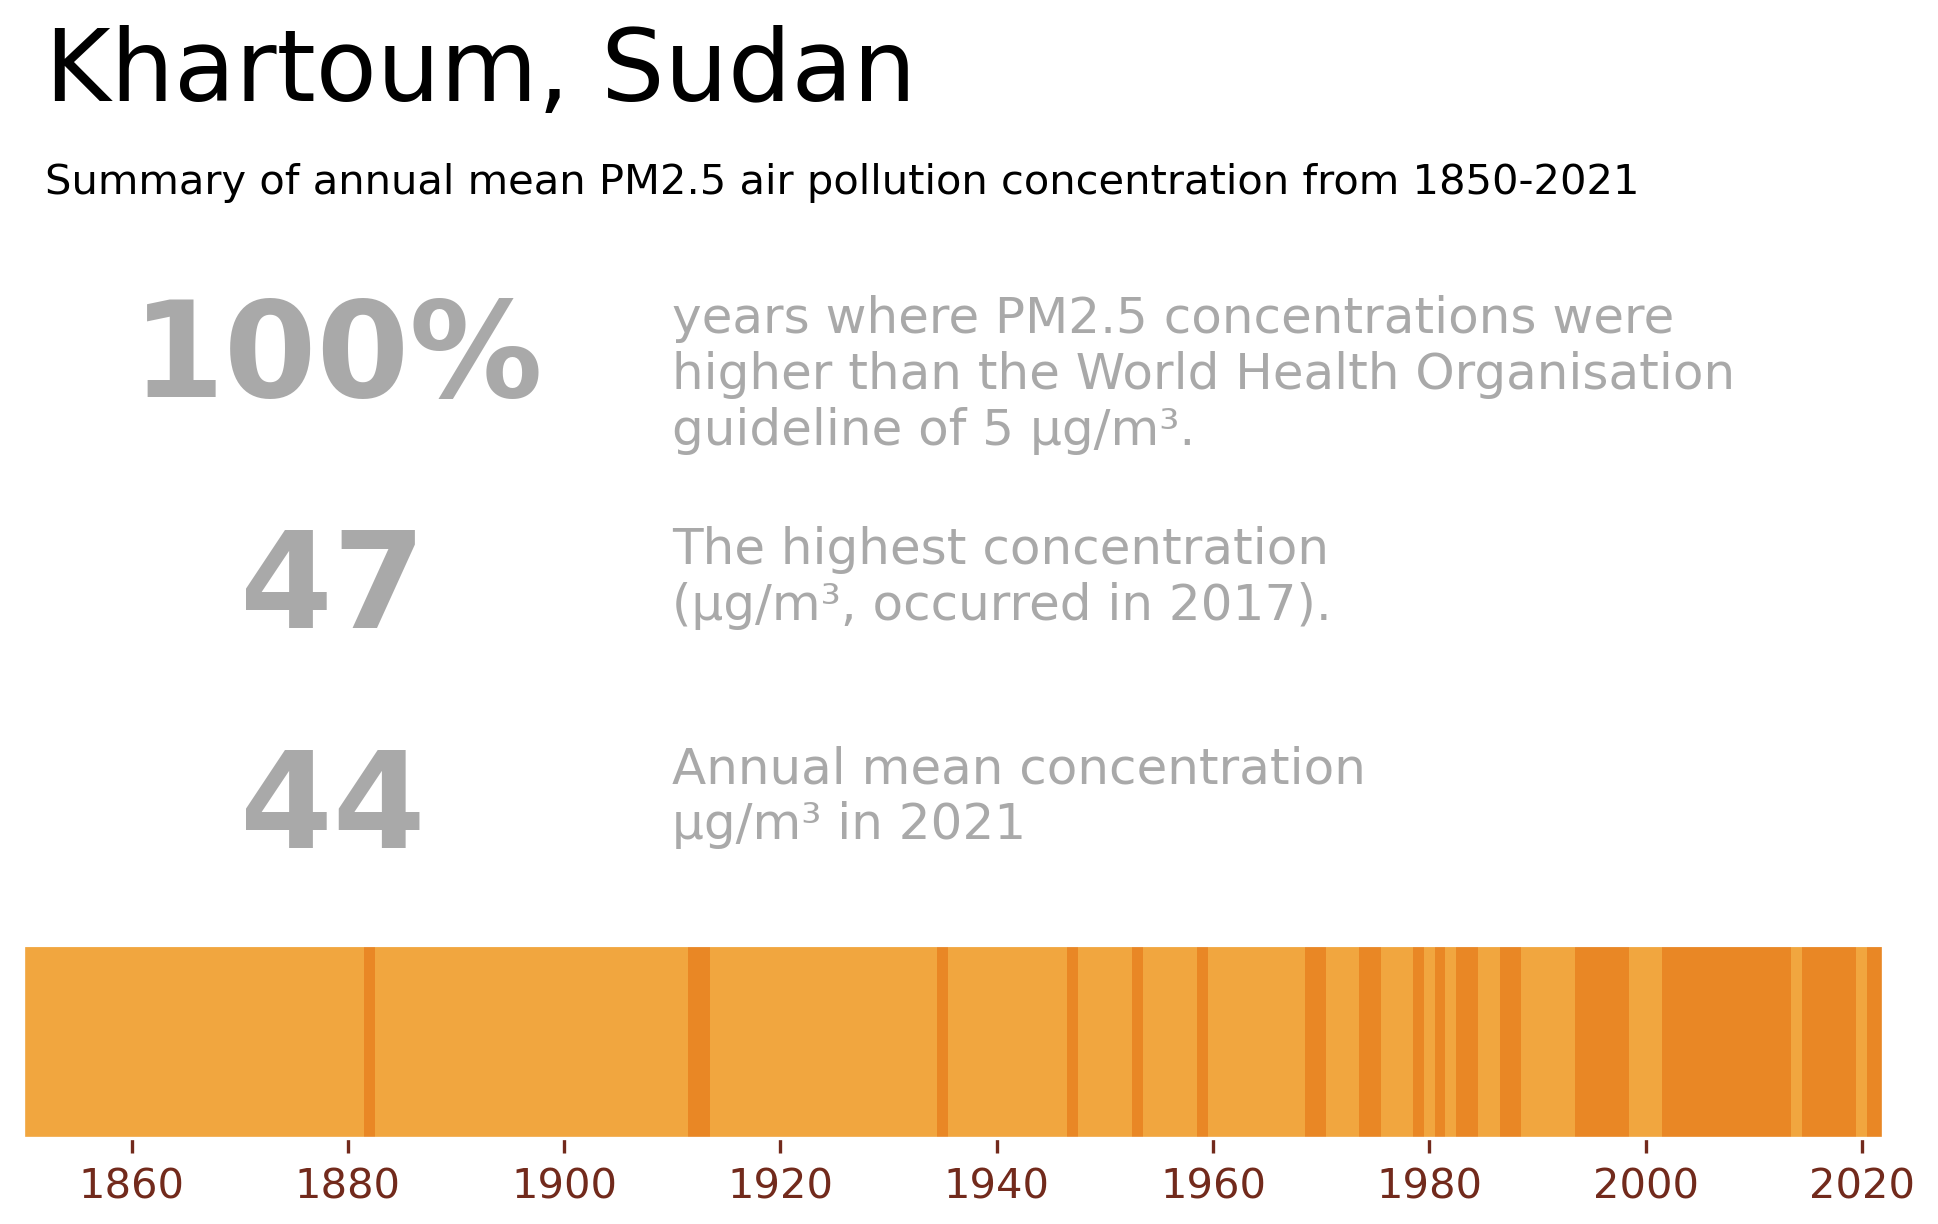 Khartoum, Sudan
Summary of annual mean PM2.5 air pollution concentration from 1850-2021
100%
years where PM2.5 concentrations were
higher than the World Health Organisation
guideline of 5 µg/m³.
47
The highest concentration
(µg/m³, occurred in 2017).
44
Annual mean concentration
µg/m³ in 2021
1860 1880 1900 1920 1940 1960 1980 2000 2020